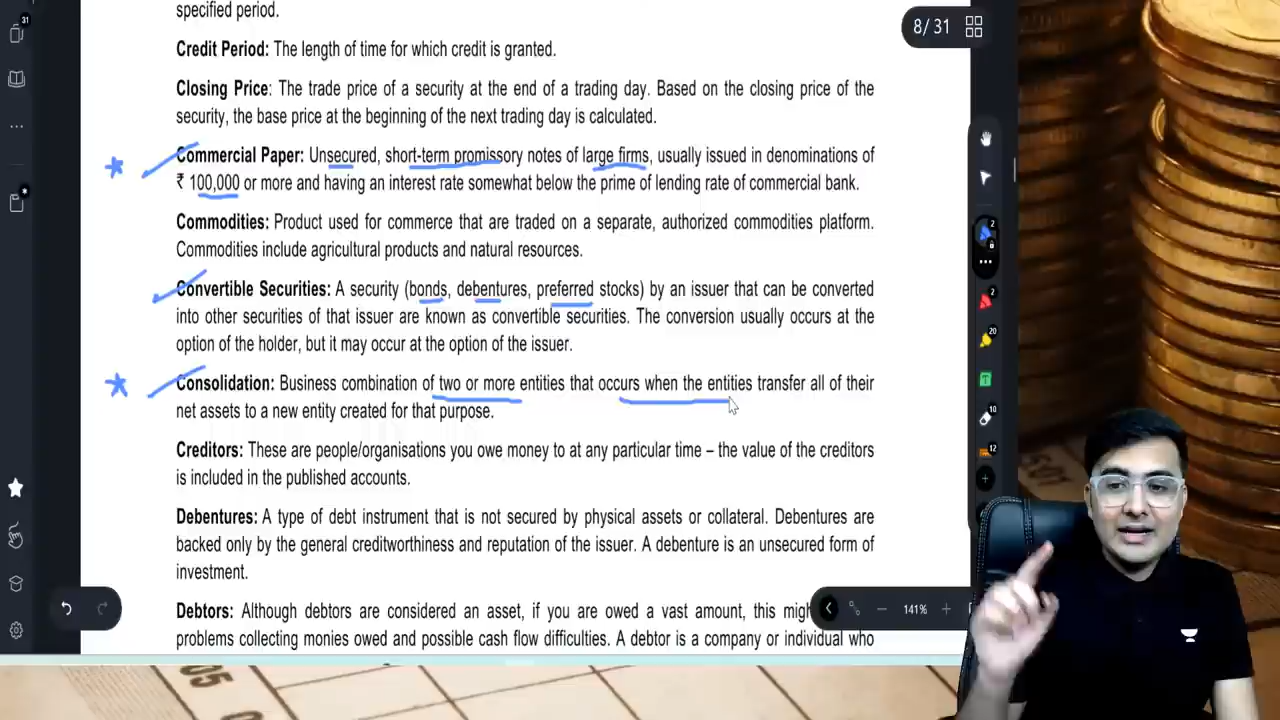 specified period.
8/ 31
Credit Period: The length of time for which credit is granted.
Closing Price: The trade price of a security at the end of a trading day. Based on the closing price of the
security, the base price at the beginning of the next trading day is calculated.
Commercial Paper: Unsecured, short-term promissory notes of large firms, usually issued in denominations of
₹ 100,000 or more and having an interest rate somewhat below the prime of lending rate of commercial bank.
Commodities: Product used for commerce that are traded on a separate, authorized commodities platform.
Commodities include agricultural products and natural resources.
Convertible Securities: A security (bonds, debentures, preferred stocks) by an issuer that can be converted
into other securities of that issuer are known as convertible securities. The conversion usually occurs at the
option of the holder, but it may occur at the option of the issuer.
Consolidation: Business combination of two or more entities that occurs when the entities transfer all of their
net assets to a new entity created for that purpose.
Creditors: These are people/organisations you owe money to at any particular time – the value of the creditors
is included in the published accounts.
Debentures: A type of debt instrument that is not secured by physical assets or collateral. Debentures are
backed only by the general creditworthiness and reputation of the issuer. A debenture is an unsecured form of
investment.
Debtors: Although debtors are considered an asset, if you are owed a vast amount, this
problems collecting monies owed and possible cash flow difficulties. A debtor is a company or individual who
141%
31
2
2
20
T
10
12
05